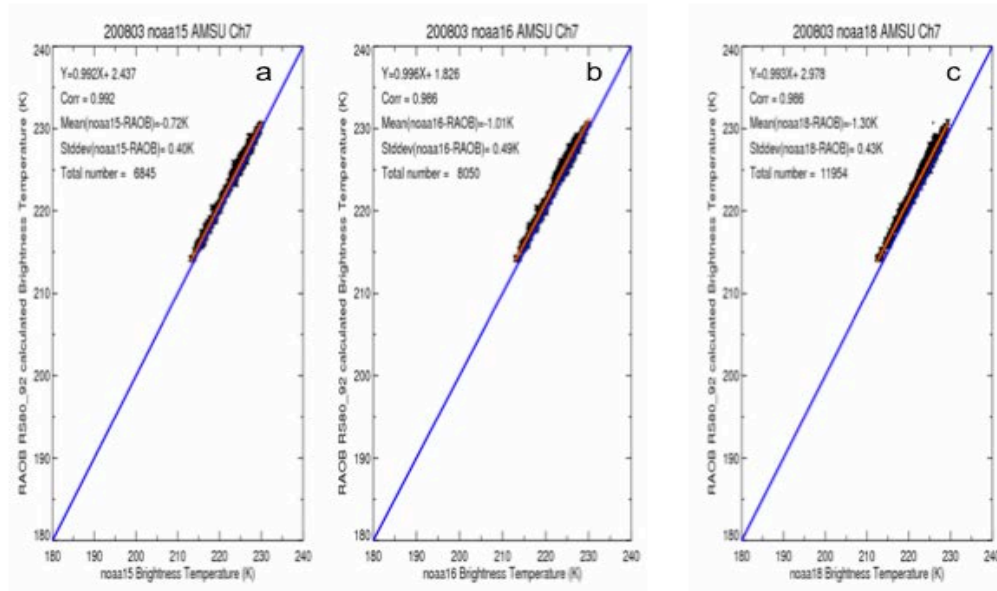 200803 noaa15 AMSU Ch7
a
Y=0.992X+ 2.437
Corr = 0.992
Mean(noaa15-RAOB)=-0.72K
Stddev(noaa15-RAOB)= 0.40K
Total number = 6845
240
230
220
210
200
190
180
RAOB RS80_92 calculated Brightness Temperature (K)
180 190 200 210 220 230 240
noaa15 Brightness Temperature (K)
200803 noaa16 AMSU Ch7
b
Y=0.996X+ 1.826
Corr = 0.986
Mean(noaa16-RAOB)=-1.01K
Stddev(noaa16-RAOB)= 0.49K
Total number = 8050
240
230
220
210
200
190
180
RAOB RS80_92 calculated Brightness Temperature (K)
180 190 200 210 220 230 240
noaa16 Brightness Temperature (K)
200803 noaa18 AMSU Ch7
c
Y=0.993X+ 2.978
Corr = 0.986
Mean(noaa18-RAOB)=-1.30K
Stddev(noaa18-RAOB)= 0.43K
Total number = 11954
240
230
220
210
200
190
180
RAOB RS80_92 calculated Brightness Temperature (K)
180 190 200 210 220 230 240
noaa18 Brightness Temperature (K)